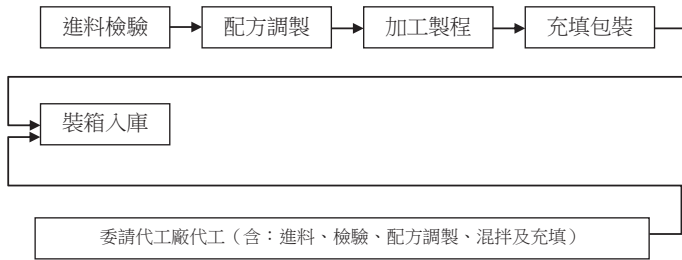 進料檢驗
配方調製
加工製程
充填包裝
裝箱入庫
委請代工廠代工（含：進料、檢驗、配方調製、混拌及充填）